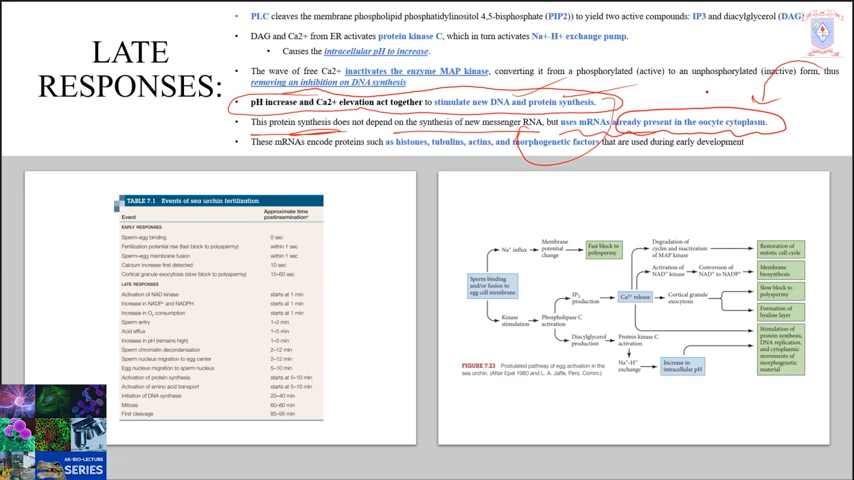 LATE
RESPONSES:
• PLC cleaves the membrane phospholipid phosphatidylinositol 4,5-bisphosphate (PIP2)) to yield two active compounds: IP3 and diacylglycerol (DAG)
• DAG and Ca2+ from ER activates protein kinase C, which in turn activates Na+-H+ exchange pump.
• Causes the intracellular pH to increase.
• The wave of free Ca2+ inactivates the enzyme MAP kinase, converting it from a phosphorylated (active) to an unphosphorylated (inactive) form, thus
removing an inhibition on DNA synthesis
• pH increase and Ca2+ elevation act together to stimulate new DNA and protein synthesis.
• This protein synthesis does not depend on the synthesis of new messenger RNA, but uses mRNAs already present in the oocyte cytoplasm.
• These mRNAs encode proteins such as histones, tubulins, actins, and morphogenetic factors that are used during early development
TABLE 7.1 Events of sea urchin fertilization
Event Approximate time postinsemination
EARLY RESPONSES
Sperm-egg binding 0 sec
Fertilization potential rise (fast block to polyspermy) within 1 sec
Sperm-egg membrane fusion within 1 sec
Calcium increase first detected 10 sec
Cortical granule exocytosis (slow block to polyspermy) 15–60 sec
LATE RESPONSES
Activation of NAD kinase starts at 1 min
Increase in NADP⁺ and NADPH starts at 1 min
Increase in O₂ consumption starts at 1 min
Sperm entry 1–2 min
Acid efflux 1–5 min
Increase in pH (remains high) 1–5 min
Sperm chromatin decondensation 2–12 min
Sperm nucleus migration to egg center 2–12 min
Egg nucleus migration to sperm nucleus 5–10 min
Activation of protein synthesis starts at 5–10 min
Activation of amino acid transport starts at 5–10 min
Initiation of DNA synthesis 20–40 min
Mitosis 60–80 min
First cleavage 85–95 min
Sperm binding
and/or fusion to
egg cell membrane
Na⁺ influx
Membrane
potential
change
Fast block to
polyspermy
Kinase
stimulation
Phospholipase C
activation
IP₃
production
Diacylglycerol
production
Ca²⁺ release
Protein kinase C
activation
Na⁺-H⁺
exchange
Increase in
intracellular pH
Degradation of
cyclin and inactivation
of MAP kinase
Activation of
NAD⁺ kinase
Conversion of
NAD⁺ to NADP⁺
Cortical granule
exocytosis
Restoration of
mitotic cell cycle
Membrane
biosynthesis
Slow block to
polyspermy
Formation of
hyaline layer
Stimulation of
protein synthesis,
DNA replication,
and cytoplasmic
movements of
morphogenetic
material
FIGURE 7.23 Postulated pathway of egg activation in the
sea urchin. (After Epel 1980 and L. A. Jaffe, Pers. Comm.)
AK-BIO-LECTURE
SERIES